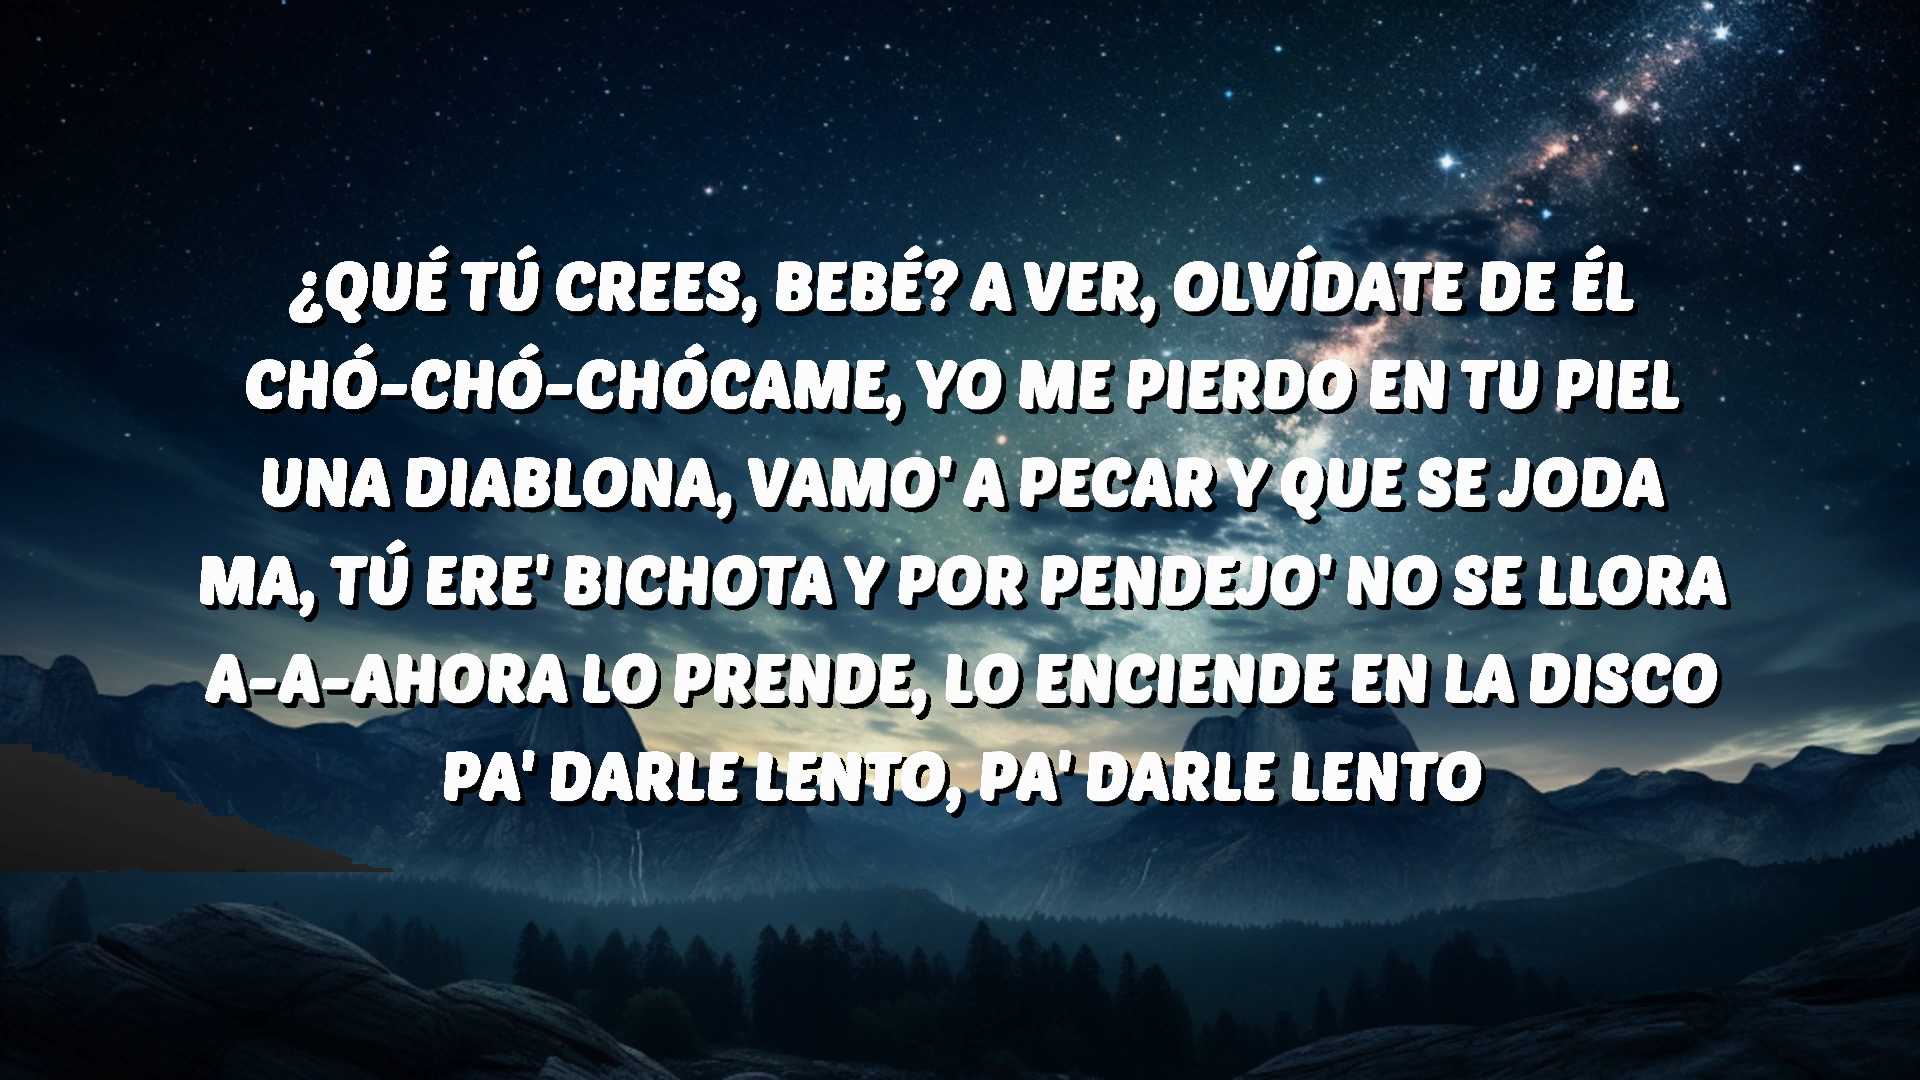 ¿QUÉ TÚ CREES, BEBÉ? A VER, OLVÍDATE DE ÉL
CHÓ-CHÓ-CHÓCAME, YO ME PIERDO EN TU PIEL
UNA DIABLONA, VAMO' A PECAR Y QUE SE JODA
MA, TÚ ERE' BICHOTA Y POR PENDEJO' NO SE LLORA
A-A-AHORA LO PRENDE, LO ENCIENDE EN LA DISCO
PA' DARLE LENTO, PA' DARLE LENTO